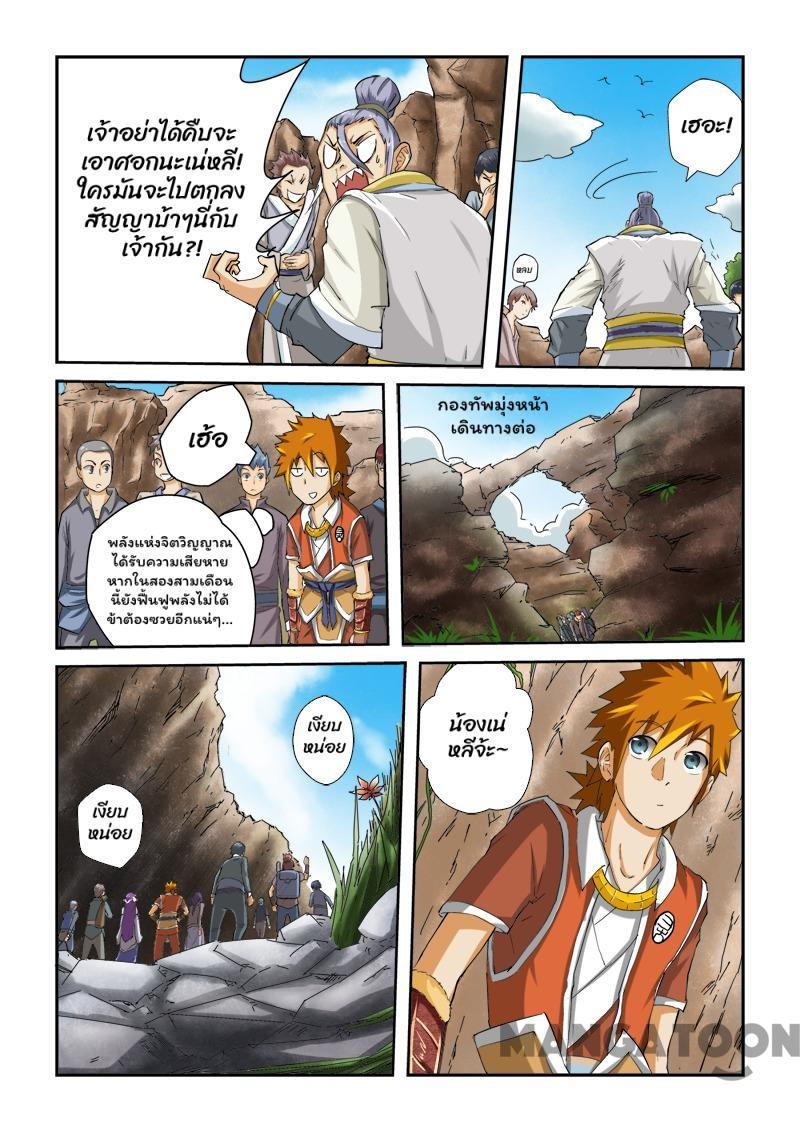 เจ้าอย่าได้คืบจะ
เอาศอกนะเน่หลี!
ใครมันจะไปตกลง
สัญญาบ้าๆนี่กับ
เจ้ากัน?!
เฮอะ!
หลบ
เฮ้อ
พลังแห่งจิตวิญญาณ
ได้รับความเสียหาย
หากในสองสามเดือน
นี้ยังฟื้นฟูพลังไม่ได้
ข้าต้องซวยอีกแน่ๆ...
กองทัพมุ่งหน้า
เดินทางต่อ
เงียบ
หน่อย
เงียบ
หน่อย
น้องเน่
หลีจ้ะ~
MANGATOON